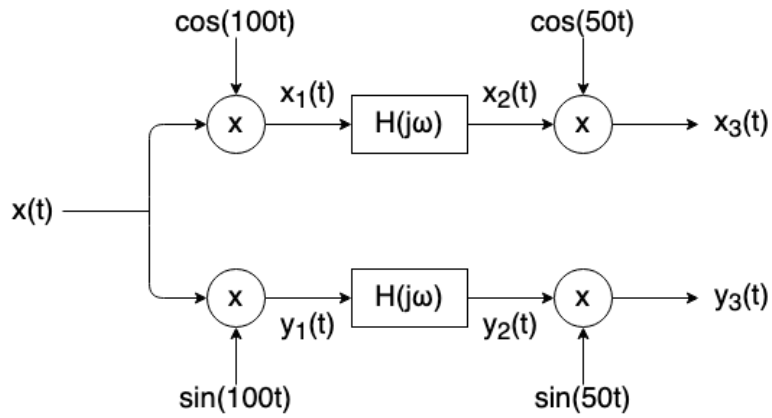 cos(100t)
cos(50t)
x₁(t)
x₂(t)
x
H(jω)
x
x₃(t)
x(t)
x
H(jω)
x
y₃(t)
y₁(t)
y₂(t)
sin(100t)
sin(50t)